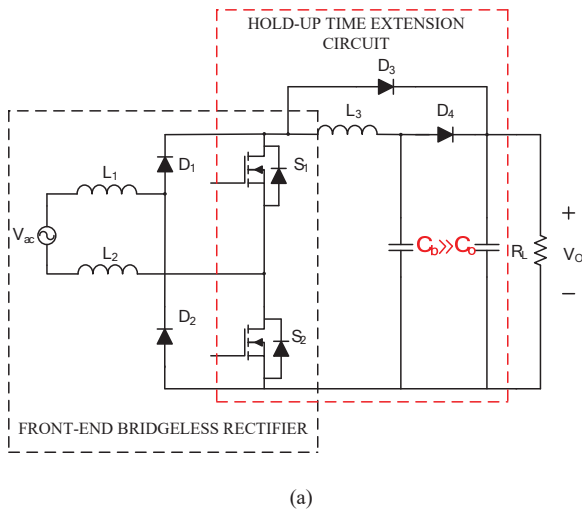 HOLD-UP TIME EXTENSION
CIRCUIT
D3
L3
D4
D1
S1
L1
Vac
L2
Cb≫Co
RL
+
VO
−
D2
S2
FRONT-END BRIDGELESS RECTIFIER
(a)